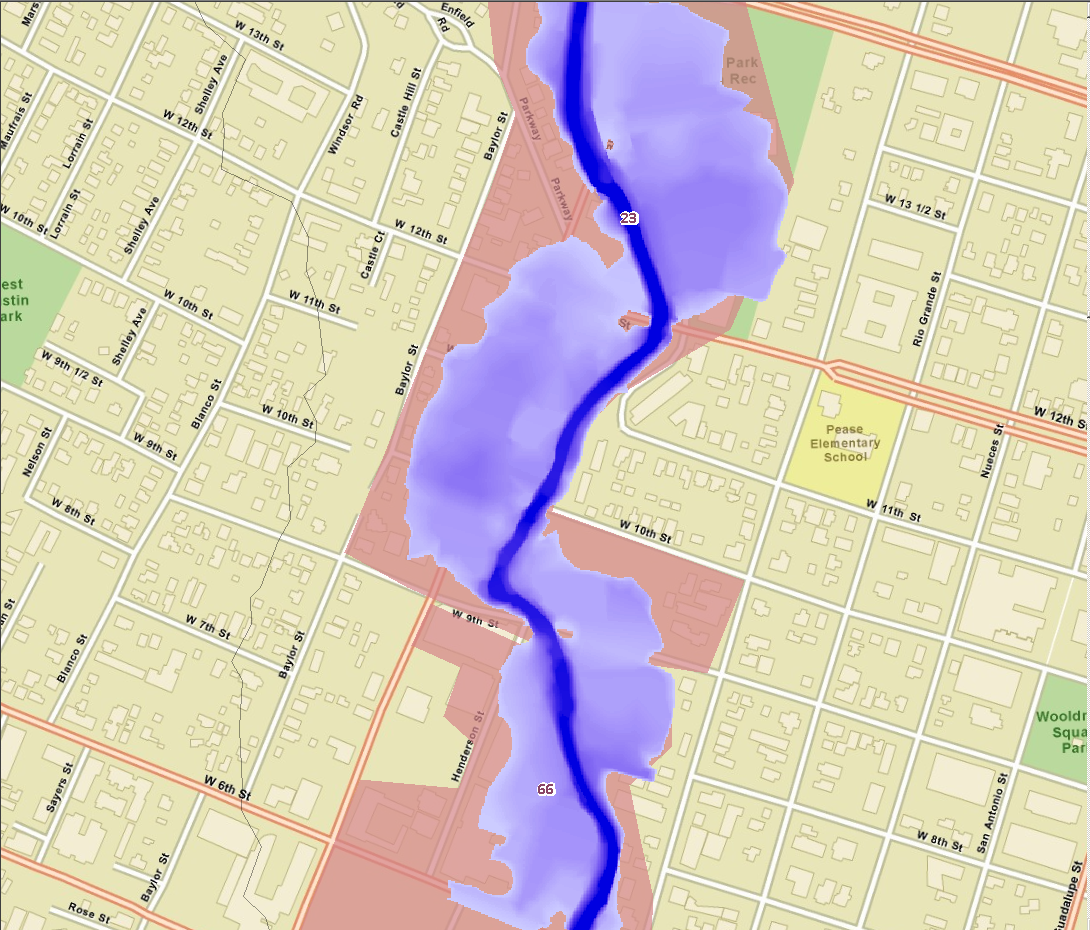 Enfield
Rd
W 13th St
Shelley Ave
Castle Hill St
Windsor Rd
Park
Rec
Maufrais St
Lorrain St
W 12th St
Baylor St
Parkway
Parkway
Lorrain St
W 10th St
Shelley Ave
W 12th St
Castle Ct
23
W 13 1/2 St
est
stin
ark
W 10th St
W 11th St
Rio Grande St
Shelley Ave
St
W 9th 1/2 St
Baylor St
Blanco St
W 10th St
W 12th St
Pease
Elementary
School
Nelson St
W 9th St
Nueces St
W 8th St
W 11th St
W 10th St
W 9th St
W 7th St
Baylor St
Blanco St
Wooldr
Squa
Par
Henderson St
66
Sayers St
W 6th St
San Antonio St
W 8th St
Baylor St
Rose St
Guadalupe St